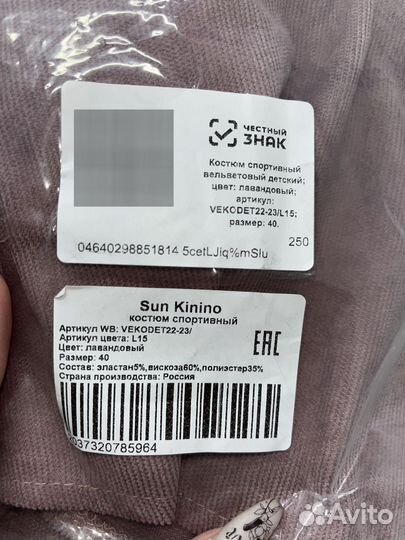 ЧЕСТНЫЙ
ЗНАК
Костюм спортивный
вельветовый детский;
цвет: лавандовый;
артикул:
VEKODET22-23/L15;
размер: 40.
250
04640298851814 5cetLJiq%mSlu
Sun Kinino
костюм спортивный
Артикул WB: VEKODET22-23/
Артикул цвета: L15
Цвет: лавандовый
Размер: 40
Состав: эластан5%,вискоза60%,полиэстер35%
Страна производства: Россия
EAC
037320785964
Avito